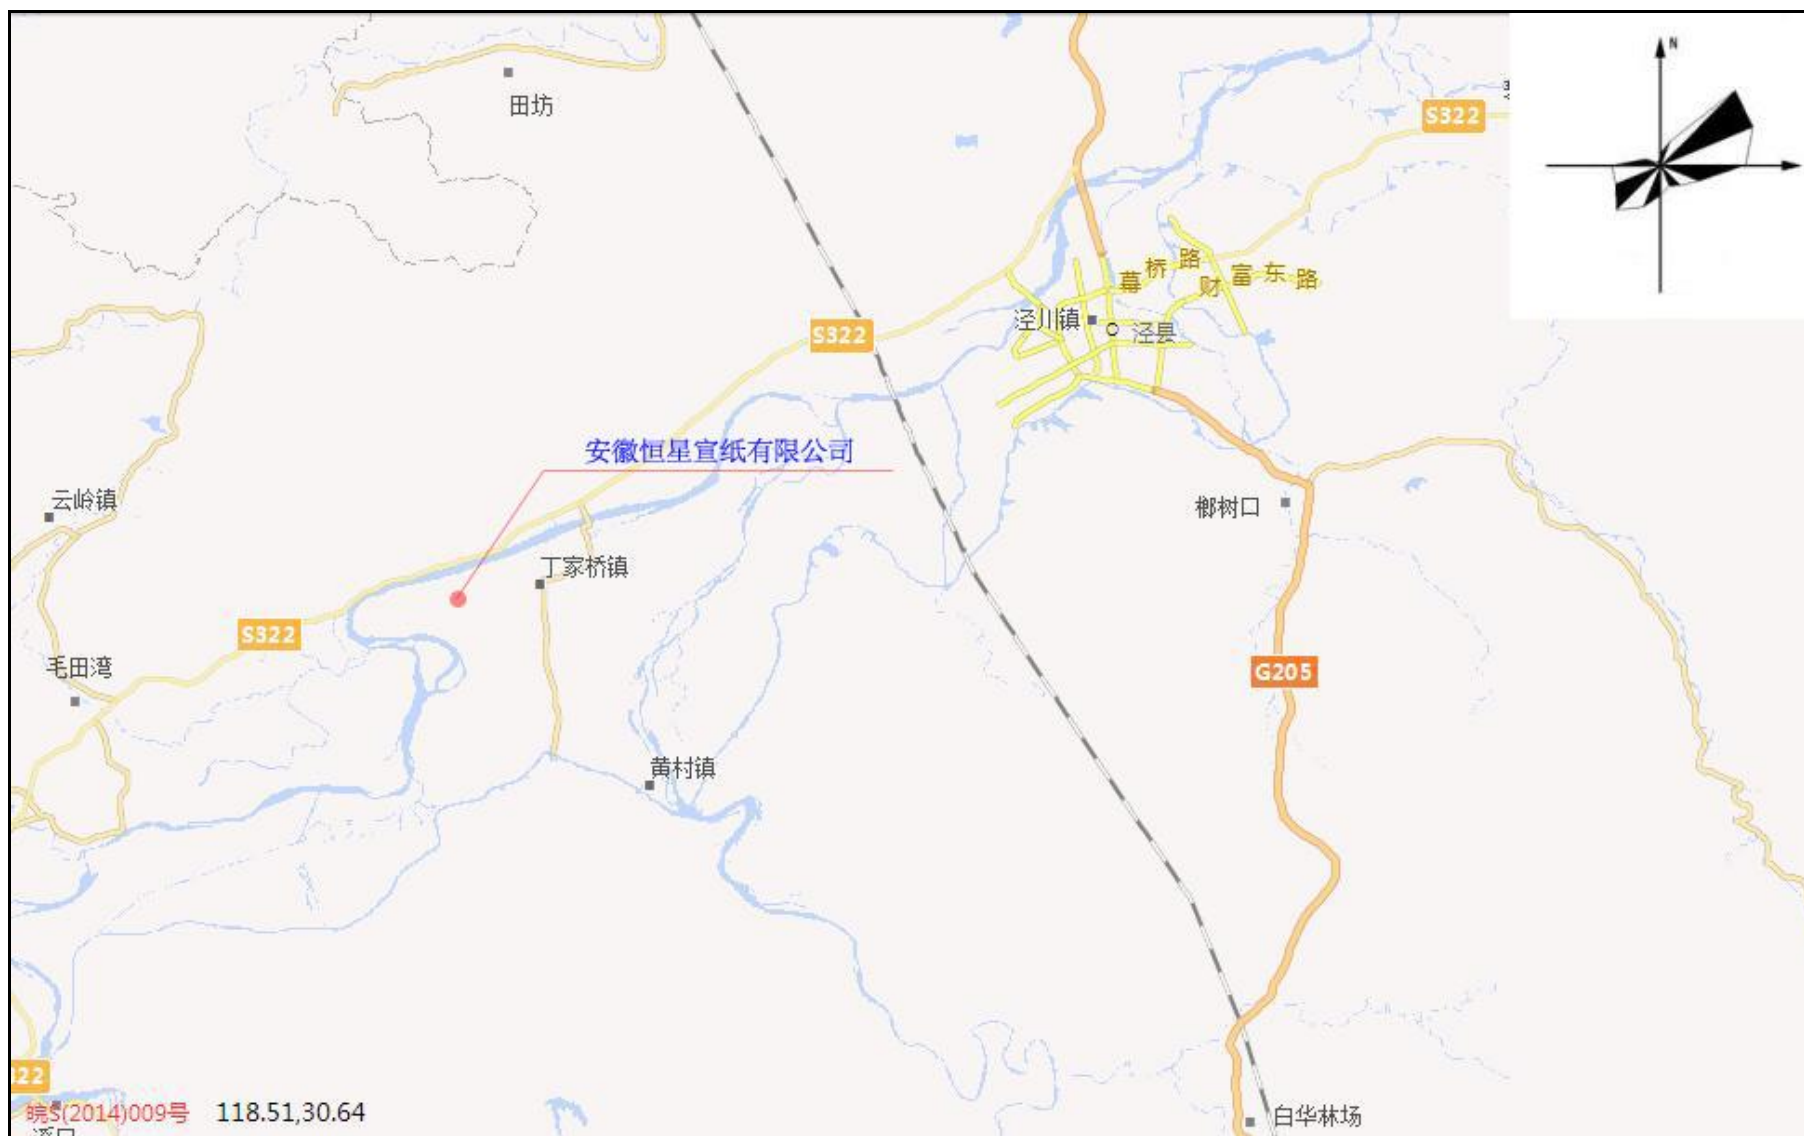 N
田坊
S322
幕桥路
财富东路
泾川镇
泾县
S322
安徽恒星宣纸有限公司
云岭镇
榔树口
丁家桥镇
S322
毛田湾
G205
黄村镇
322
皖S(2014)009号
118.51,30.64
白华林场